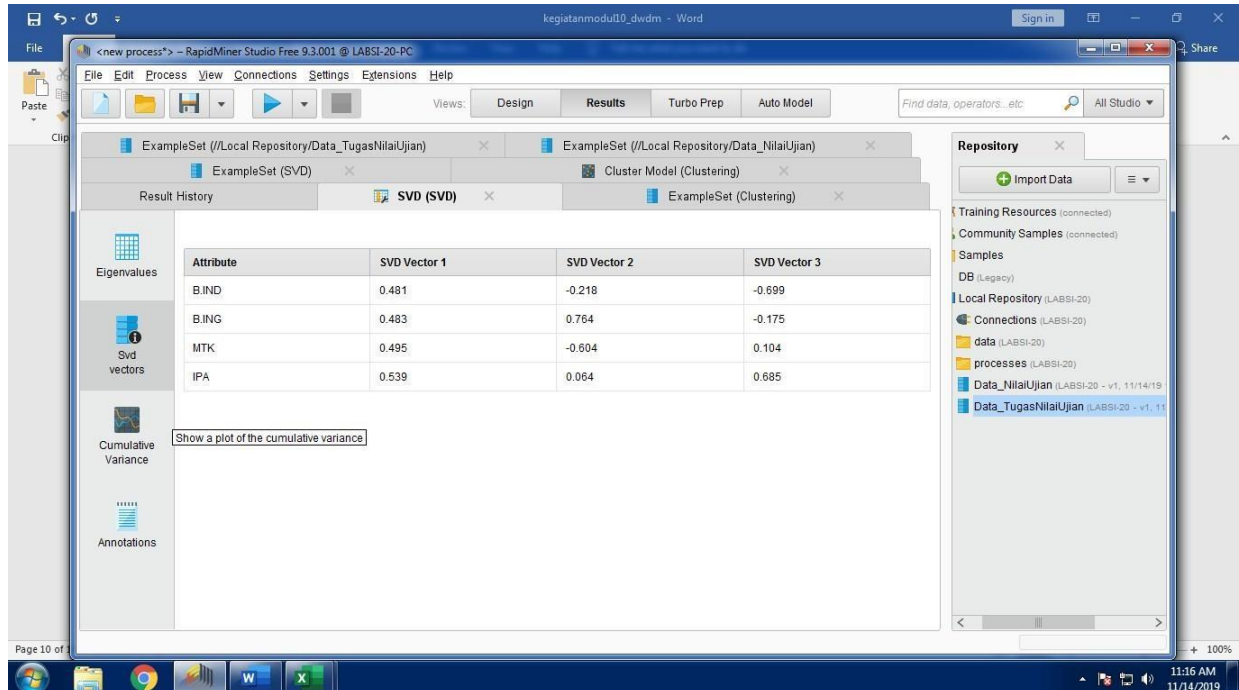 kegiatanmodul10_dwdm - Word
Sign in
File
Share
<new process*> – RapidMiner Studio Free 9.3.001 @ LABSI-20-PC
File Edit Process View Connections Settings Extensions Help
Paste
Clip
Views: Design Results Turbo Prep Auto Model
Find data, operators...etc
All Studio
ExampleSet (//Local Repository/Data_TugasNilaiUjian)
ExampleSet (//Local Repository/Data_NilaiUjian)
ExampleSet (SVD)
Cluster Model (Clustering)
Result History
SVD (SVD)
ExampleSet (Clustering)
Eigenvalues
Svd vectors
Cumulative Variance
Annotations
Attribute SVD Vector 1 SVD Vector 2 SVD Vector 3
B.IND 0.481 -0.218 -0.699
B.ING 0.483 0.764 -0.175
MTK 0.495 -0.604 0.104
IPA 0.539 0.064 0.685
Show a plot of the cumulative variance
Repository
Import Data
Training Resources (connected)
Community Samples (connected)
Samples
DB (Legacy)
Local Repository (LABSI-20)
Connections (LABSI-20)
data (LABSI-20)
processes (LABSI-20)
Data_NilaiUjian (LABSI-20 - v1, 11/14/19
Data_TugasNilaiUjian (LABSI-20 - v1, 11
Page 10 of 1
100%
11:16 AM
11/14/2019